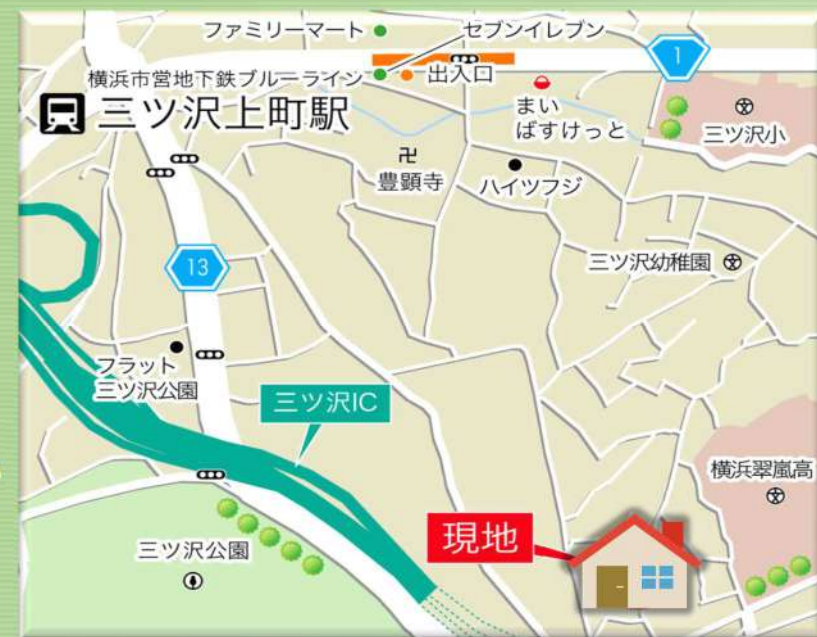 ファミリーマート
セブンイレブン
1
横浜市営地下鉄ブルーライン
出入口
三ツ沢上町駅
まい
ばすけっと
三ツ沢小
卍
豊顕寺
ハイツフジ
三ツ沢幼稚園
13
フラット
三ツ沢公園
三ツ沢IC
横浜翠嵐高
現地
三ツ沢公園